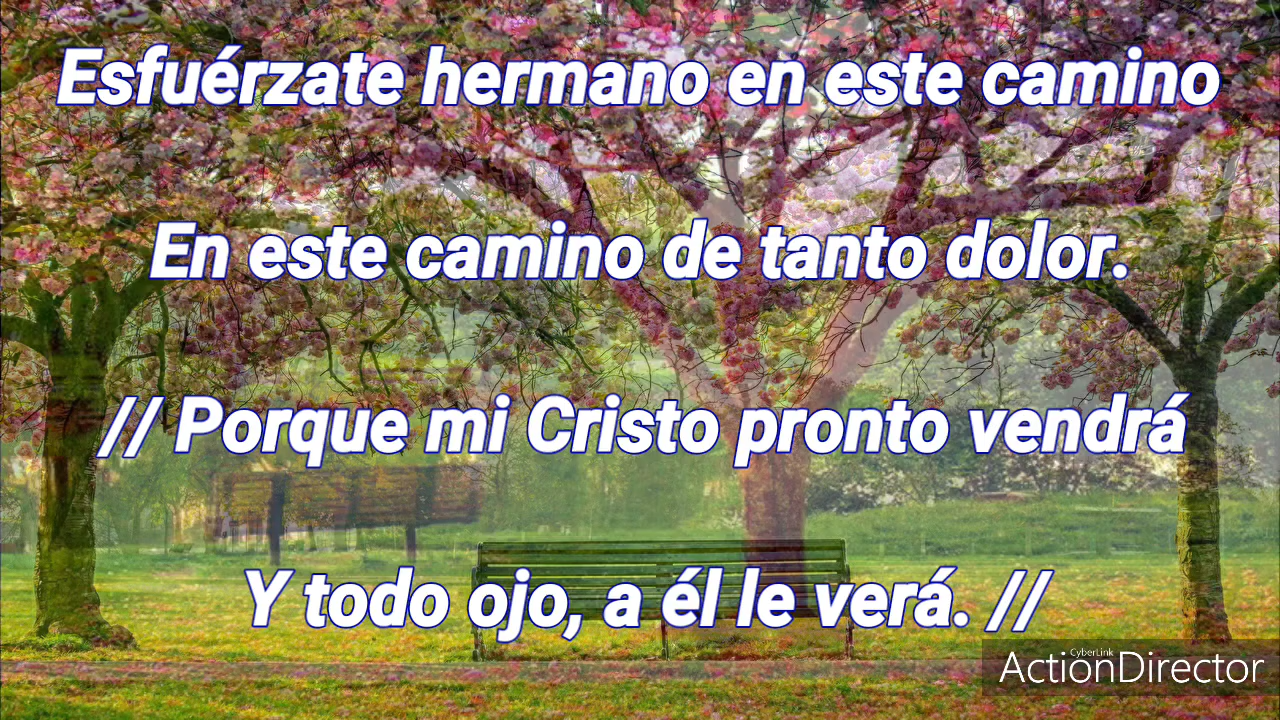 Esfuérzate hermano en este camino
En este camino de tanto dolor.
// Porque mi Cristo pronto vendrá
Y todo ojo, a él le verá. //
CyberLink
ActionDirector